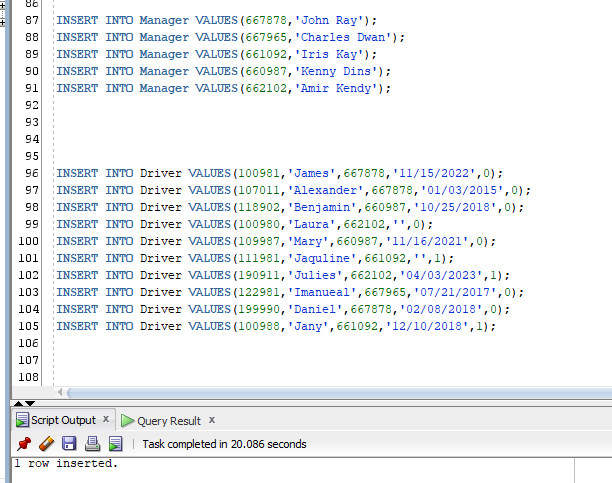 86
87 INSERT INTO Manager VALUES(667878,'John Ray');
88 INSERT INTO Manager VALUES(667965,'Charles Dwan');
89 INSERT INTO Manager VALUES(661092,'Iris Kay');
90 INSERT INTO Manager VALUES(660987,'Kenny Dins');
91 INSERT INTO Manager VALUES(662102,'Amir Kendy');
92
93
94
95
96 INSERT INTO Driver VALUES(100981,'James',667878,'11/15/2022',0);
97 INSERT INTO Driver VALUES(107011,'Alexander',667878,'01/03/2015',0);
98 INSERT INTO Driver VALUES(118902,'Benjamin',660987,'10/25/2018',0);
99 INSERT INTO Driver VALUES(100980,'Laura',662102,'',0);
100 INSERT INTO Driver VALUES(109987,'Mary',660987,'11/16/2021',0);
101 INSERT INTO Driver VALUES(111981,'Jaquline',661092,'',1);
102 INSERT INTO Driver VALUES(190911,'Julies',662102,'04/03/2023',1);
103 INSERT INTO Driver VALUES(122981,'Imanueal',667965,'07/21/2017',0);
104 INSERT INTO Driver VALUES(199990,'Daniel',667878,'02/08/2018',0);
105 INSERT INTO Driver VALUES(100988,'Jany',661092,'12/10/2018',1);
106
107
108
Script Output x Query Result x
Task completed in 20.086 seconds
1 row inserted.